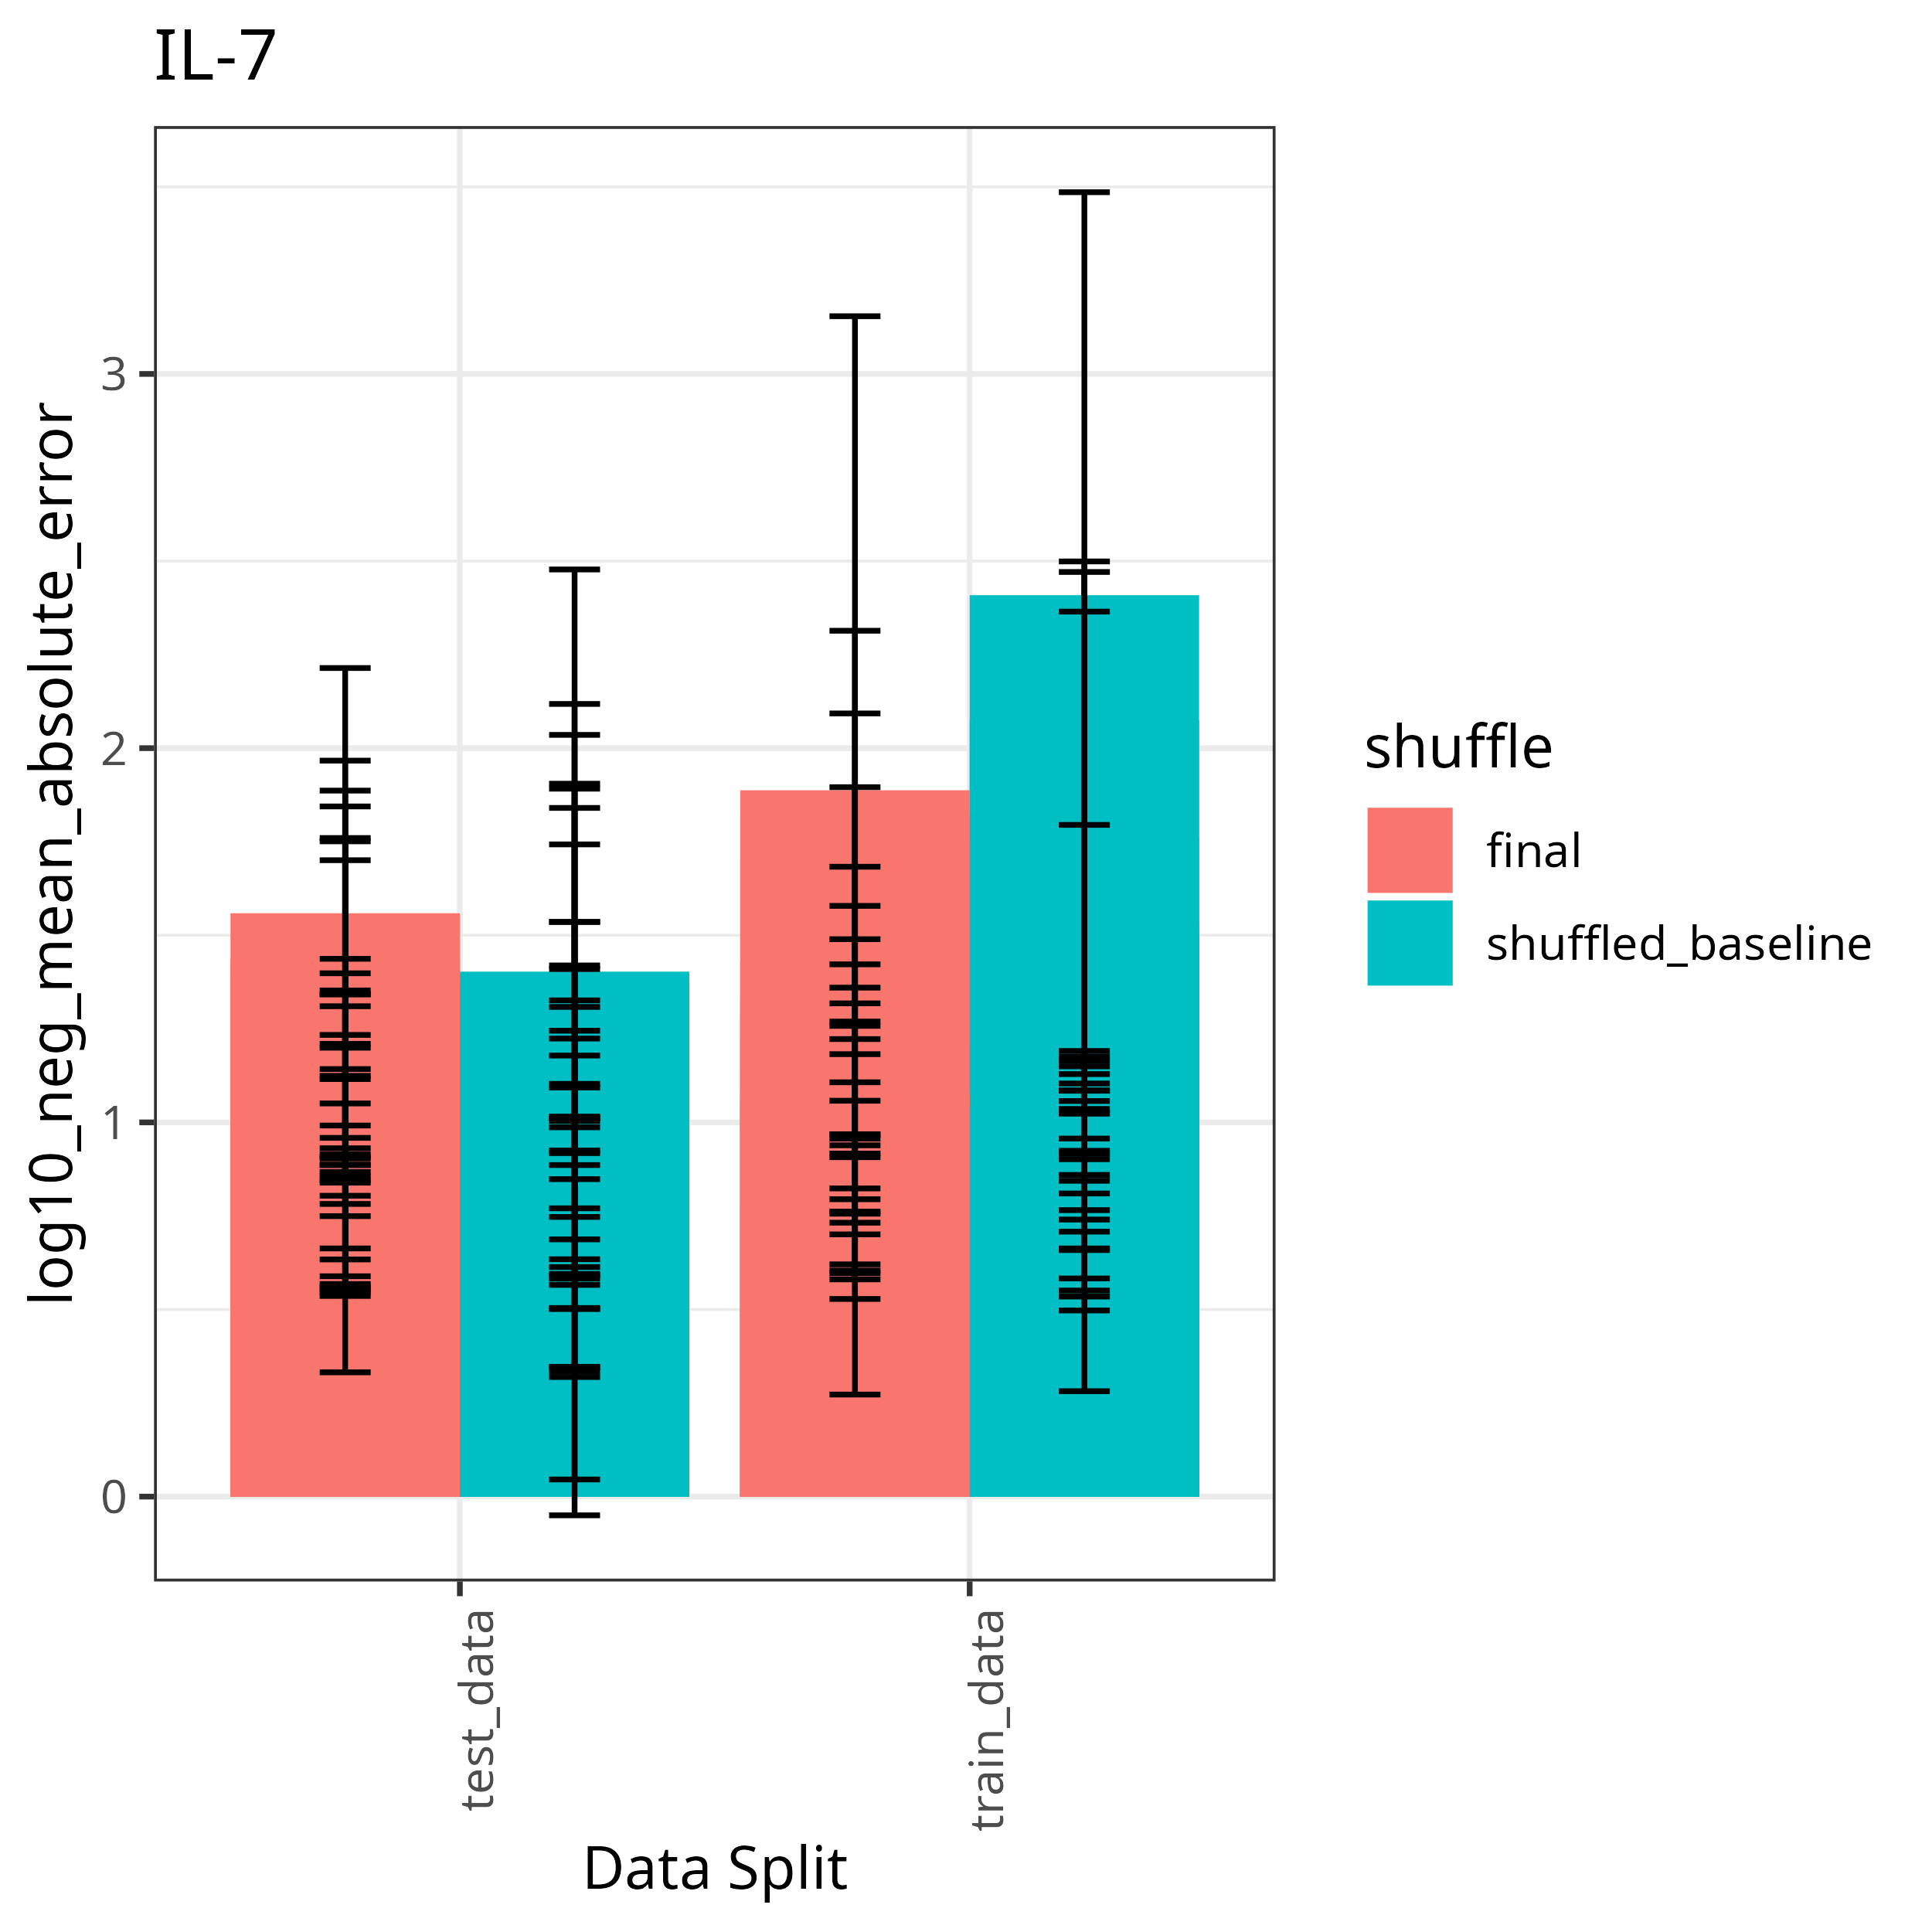 IL-7
log10_neg_mean_absolute_error
3
2
1
0
test_data
train_data
Data Split
shuffle
final
shuffled_baseline